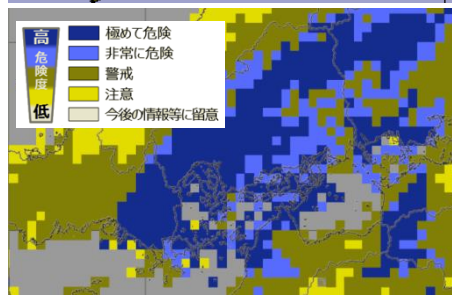 高
危険度
低
極めて危険
非常に危険
警戒
注意
今後の情報等に留意